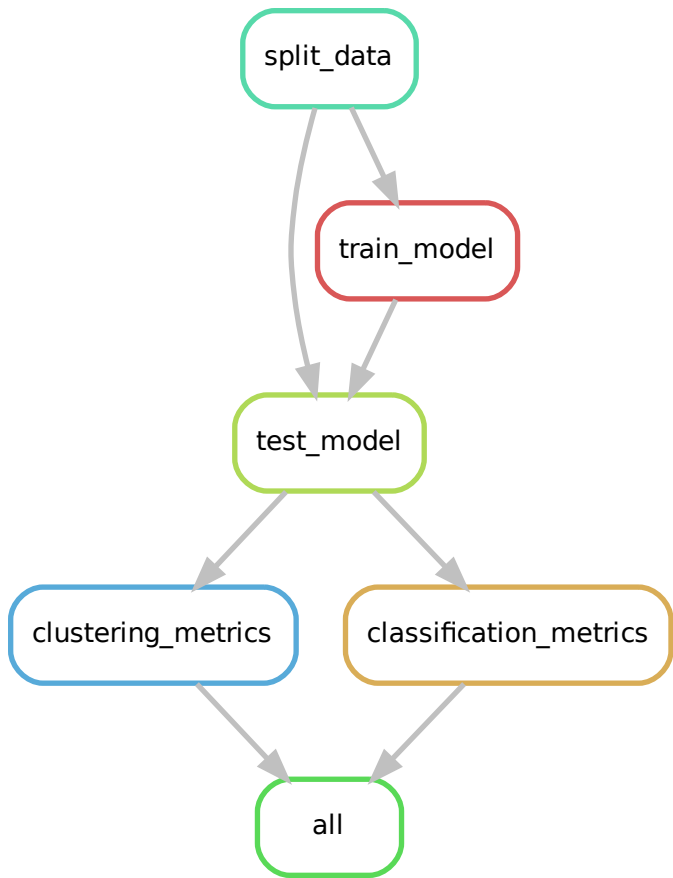 split_data
train_model
test_model
clustering_metrics
classification_metrics
all